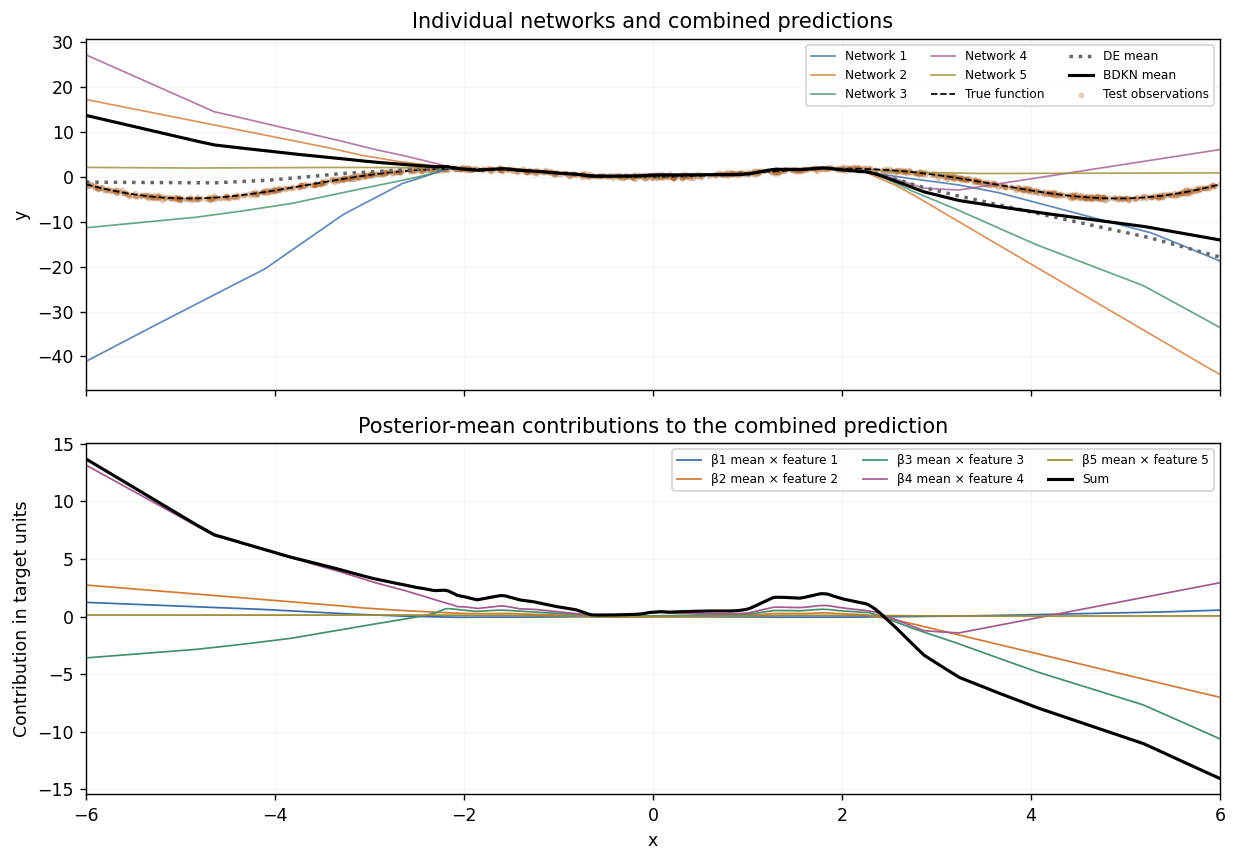 Individual networks and combined predictions
30
20
10
0
−10
−20
−30
−40
y
Network 1
Network 2
Network 3
Network 4
Network 5
True function
DE mean
BDKN mean
Test observations
Posterior-mean contributions to the combined prediction
15
10
5
0
−5
−10
−15
Contribution in target units
β1 mean × feature 1
β2 mean × feature 2
β3 mean × feature 3
β4 mean × feature 4
β5 mean × feature 5
Sum
−6
−4
−2
0
2
4
6
x